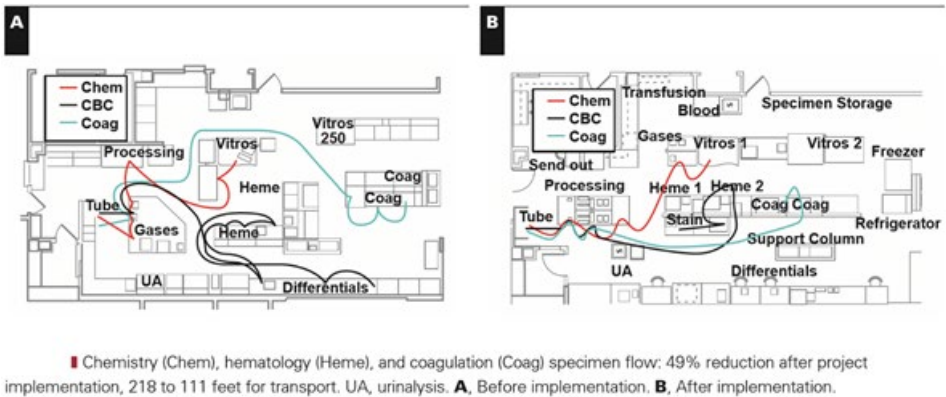 A
Chem
CBC
Coag
Processing
Vitros
Vitros
250
Heme
Coag
Coag
Tube
Gases
Heme
UA
Differentials
B
Chem
CBC
Coag
Transfusion
Blood
Specimen Storage
Gases
Vitros 1
Vitros 2
Freezer
Send out
Processing
Heme 1
Heme 2
Tube
Stain
Coag Coag
Refrigerator
Support Column
UA
Differentials
Chemistry (Chem), hematology (Heme), and coagulation (Coag) specimen flow: 49% reduction after project
implementation, 218 to 111 feet for transport. UA, urinalysis. A, Before implementation. B, After implementation.